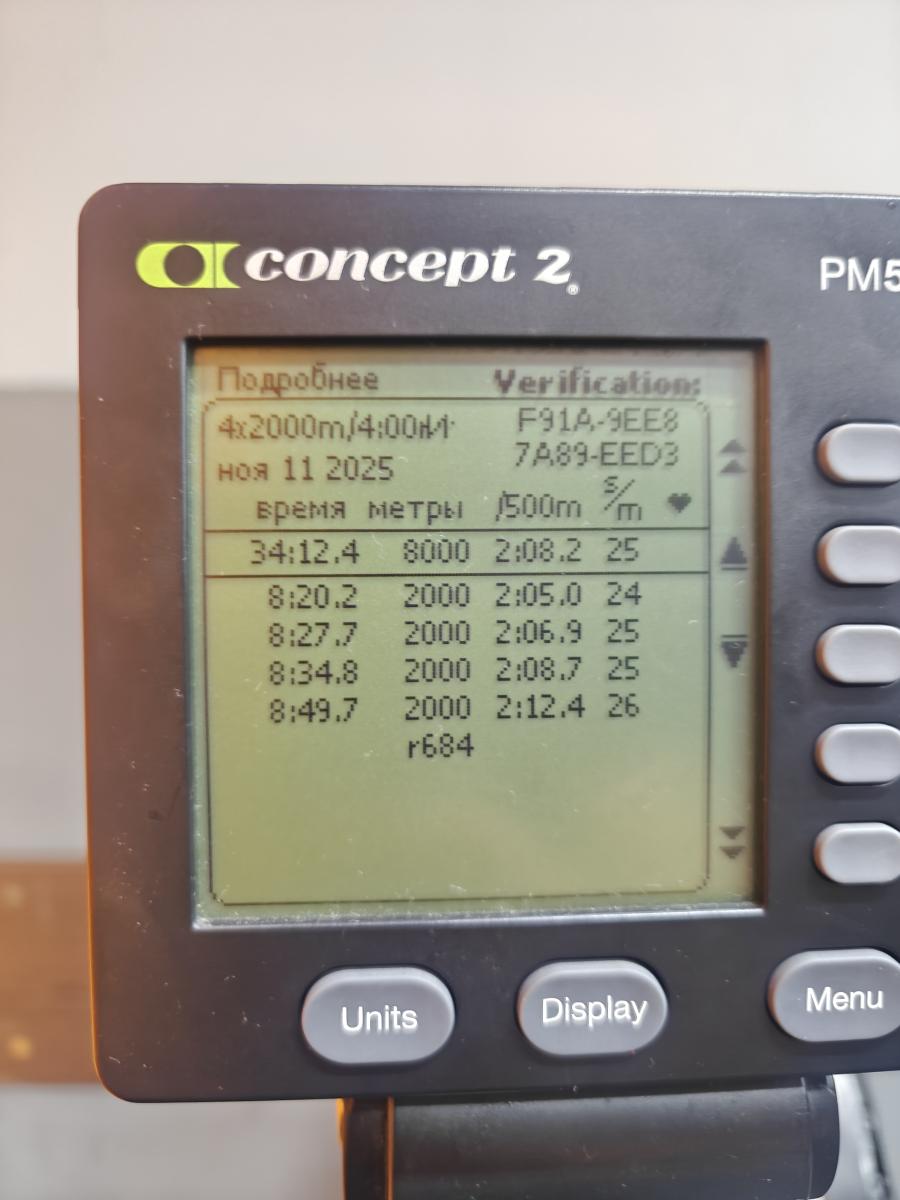 concept 2®
PM5
Подробнее Verification:
4x2000m/4:00 F91A-9EE8
7A89-EED3
ноя 11 2025
время метры /500m s/m ♥
34:12.4 8000 2:08.2 25
8:20.2 2000 2:05.0 24
8:27.7 2000 2:06.9 25
8:34.8 2000 2:08.7 25
8:49.7 2000 2:12.4 26
r684
Units Display Menu